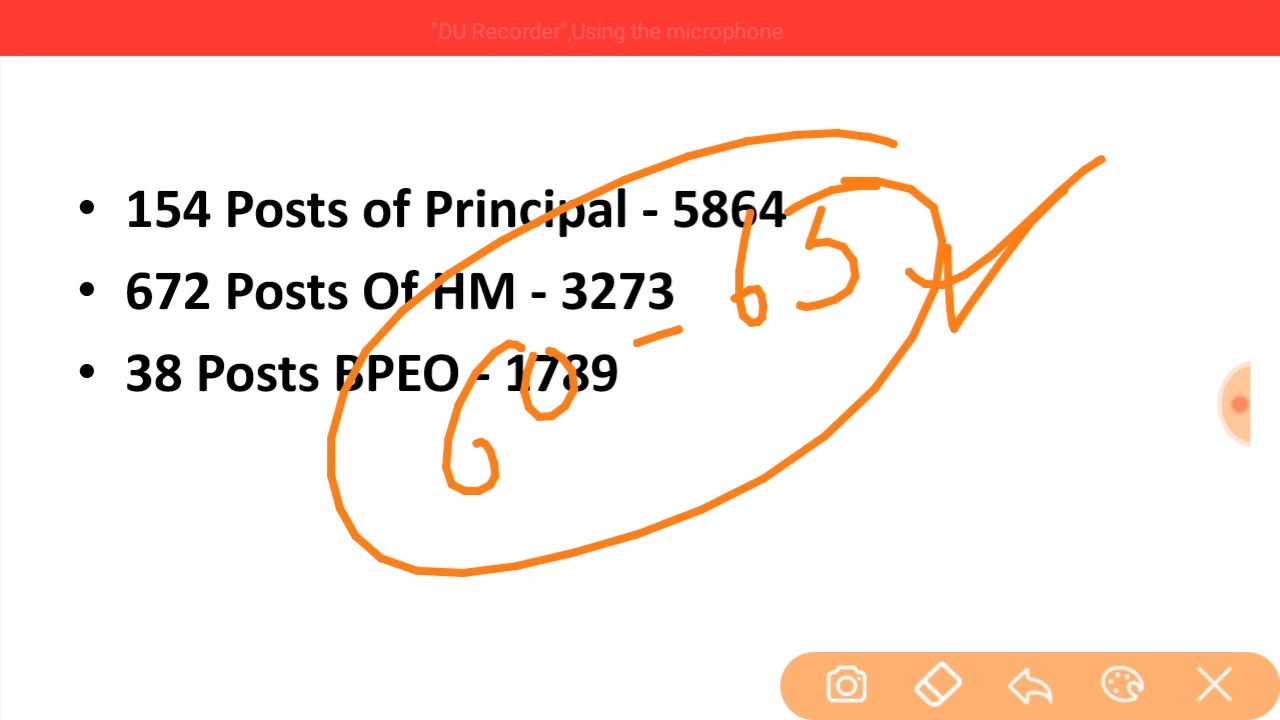 "DU Recorder",Using the microphone
• 154 Posts of Principal - 5864
• 672 Posts Of HM - 3273
• 38 Posts BPEO - 1789
60 - 65